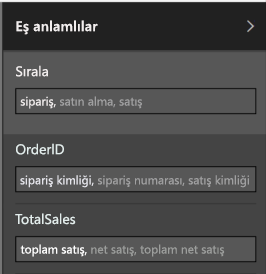 Eş anlamlılar
Sırala
sipariş, satın alma, satış
OrderID
sipariş kimliği, sipariş numarası, satış kimliği
TotalSales
toplam satış, net satış, toplam net satış